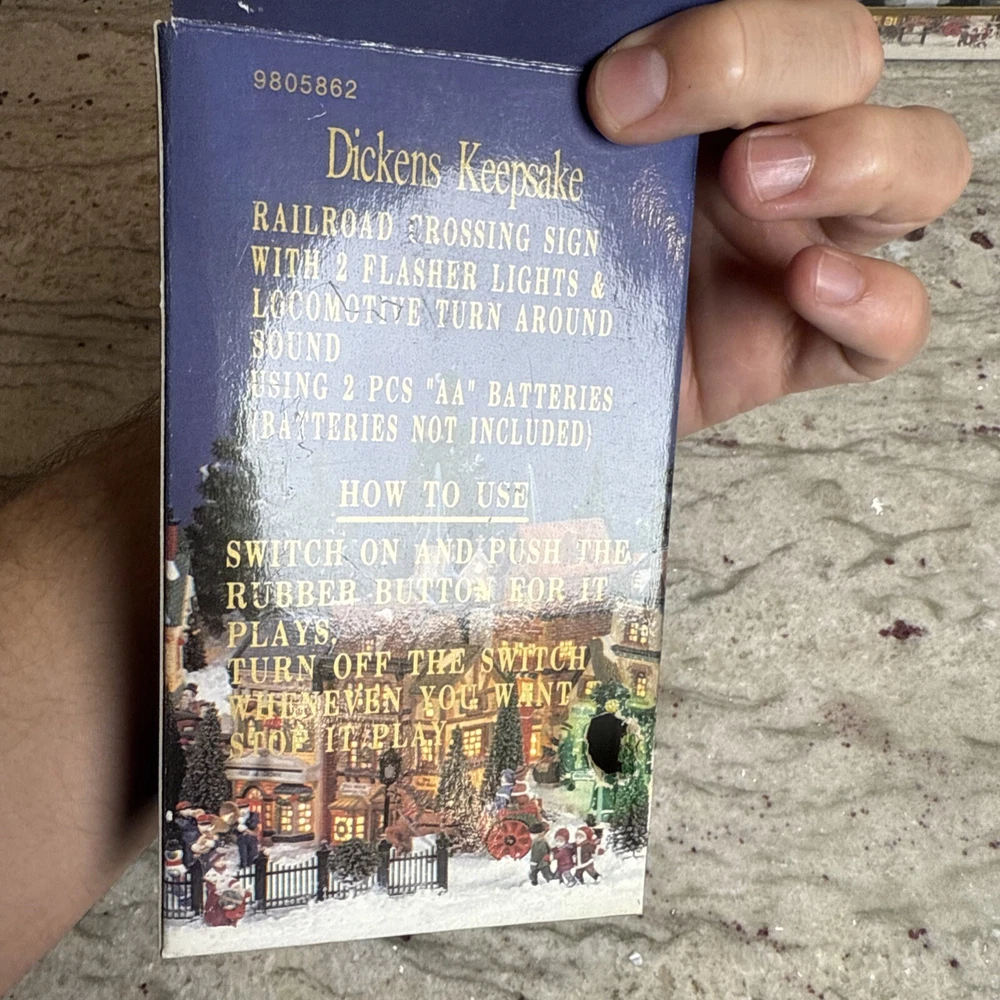 9805862
Dickens Keepsake
RAILROAD CROSSING SIGN
WITH 2 FLASHER LIGHTS &
LOCOMOTIVE TURN AROUND
SOUND
USING 2 PCS "AA" BATTERIES
(BATTERIES NOT INCLUDED)
HOW TO USE
SWITCH ON AND PUSH THE
RUBBER BUTTON FOR IT
PLAYS,
TURN OFF THE SWITCH
WHENEVEN YOU WANT
STOP IT PLAY